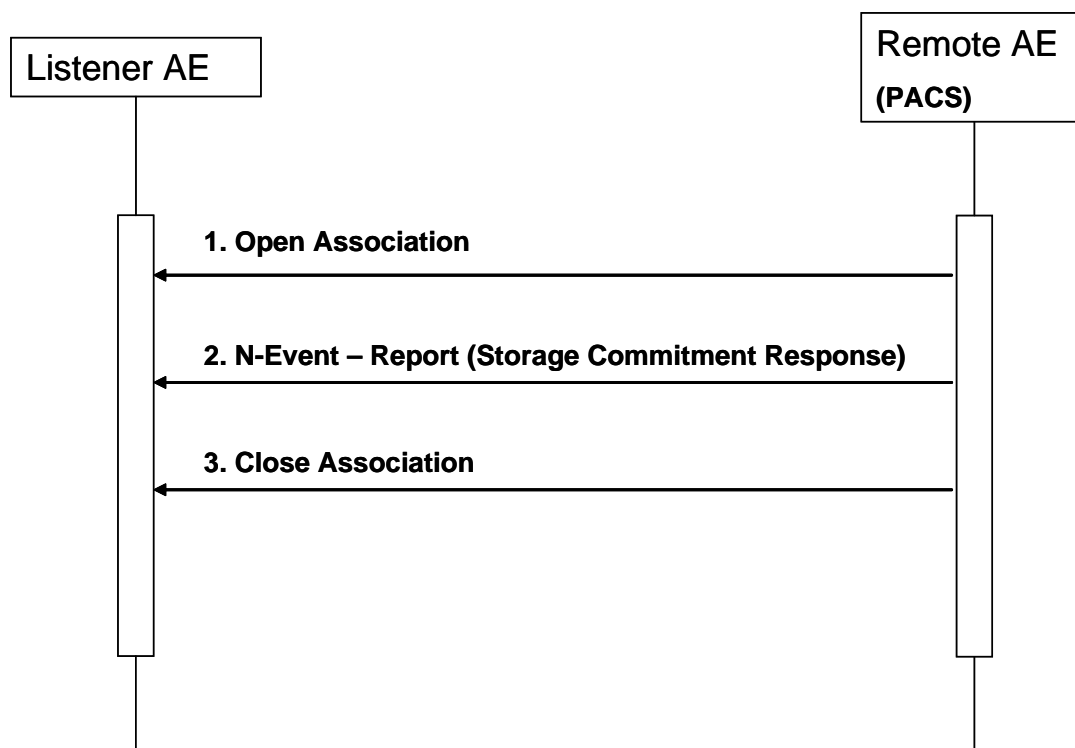 Listener AE
Remote AE
(PACS)
1. Open Association
2. N-Event – Report (Storage Commitment Response)
3. Close Association